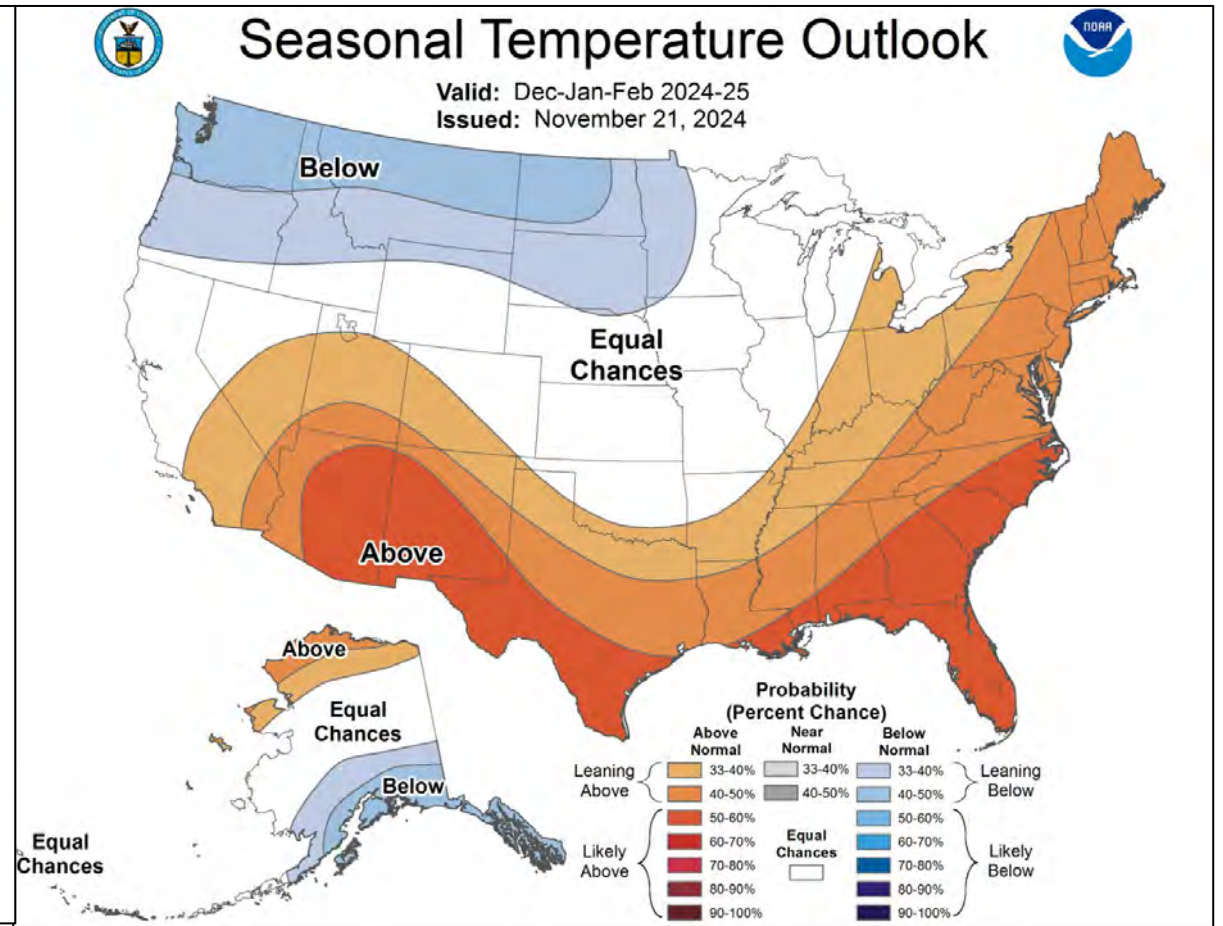 Seasonal Temperature Outlook
NOAA
Valid: Dec-Jan-Feb 2024-25
Issued: November 21, 2024
Below
Equal
Chances
Above
Above
Equal
Chances
Below
Equal
Chances
Probability
(Percent Chance)
Above
Normal
Near
Normal
Below
Normal
Leaning
Above
33-40%
33-40%
33-40%
Leaning
Below
40-50%
40-50%
40-50%
Likely
Above
50-60%
Equal
Chances
50-60%
Likely
Below
60-70%
60-70%
70-80%
70-80%
80-90%
80-90%
90-100%
90-100%